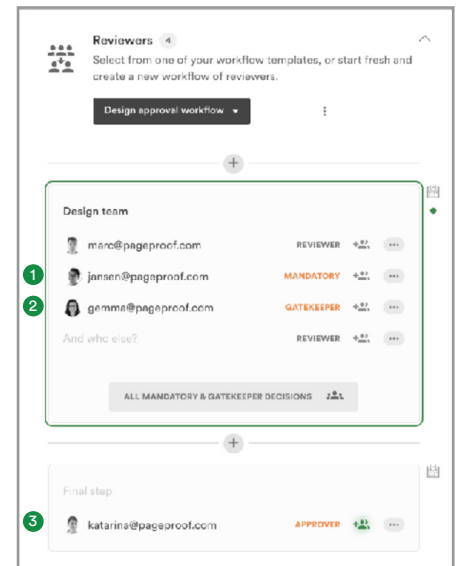 Reviewers 4
Select from one of your workflow templates, or start fresh and
create a new workflow of reviewers.
Design approval workflow
Design team
marc@pageproof.com REVIEWER
1 jansen@pageproof.com MANDATORY
2 gemma@pageproof.com GATEKEEPER
And who else? REVIEWER
ALL MANDATORY & GATEKEEPER DECISIONS
Final step
3 katarina@pageproof.com APPROVER